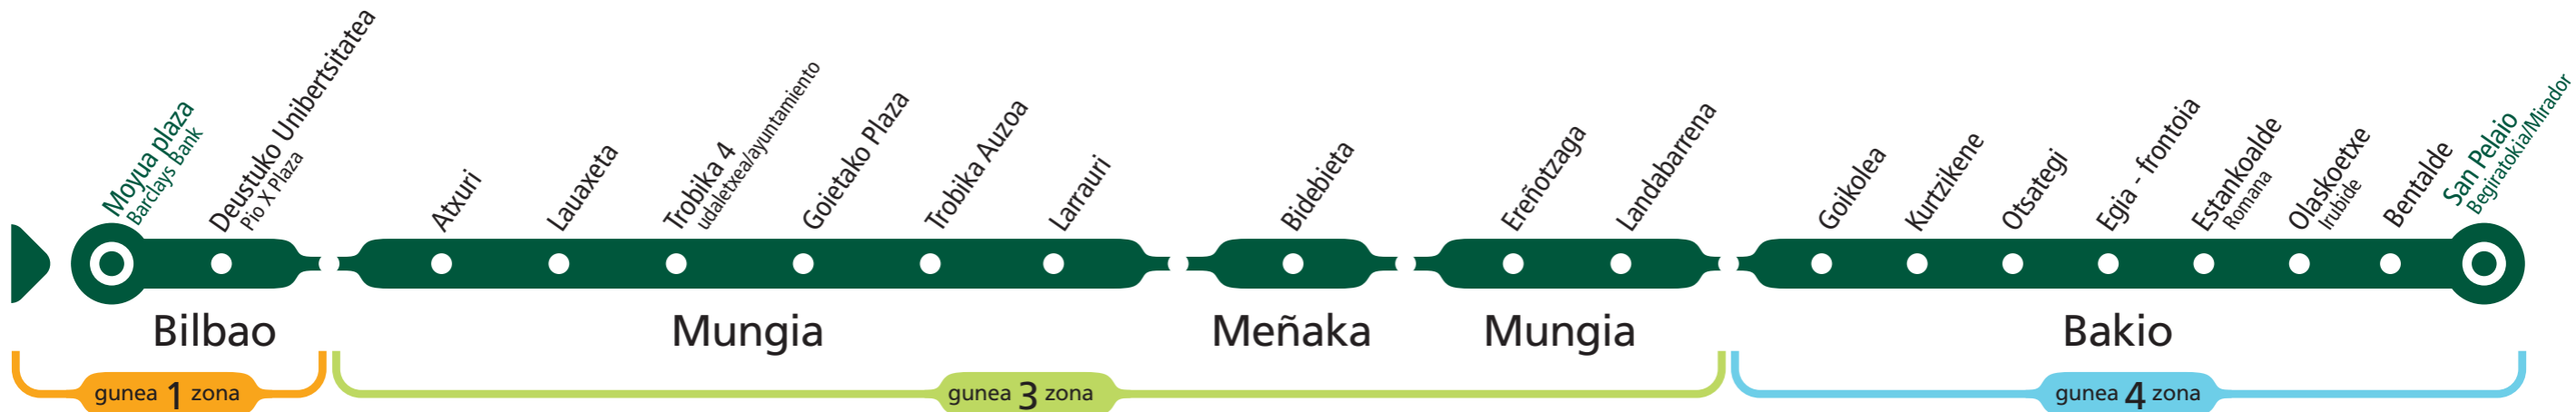 Moyua plaza
Barclays Bank
Deustuko Unibertsitatea
Pio X Plaza
Atxuri
Lauaxeta
Trobika 4
udaletxea/ayuntamiento
Goietako Plaza
Trobika Auzoa
Larrauri
Bidebieta
Ereñotzaga
Landabarrena
Goikolea
Kurtzikene
Otsategi
Egia - frontoia
Estankoalde
Romana
Olaskoetxe
Irubide
Bentalde
San Pelaio
Begiratokia/Mirador
Bilbao
Mungia
Meñaka
Mungia
Bakio
gunea 1 zona
gunea 3 zona
gunea 4 zona